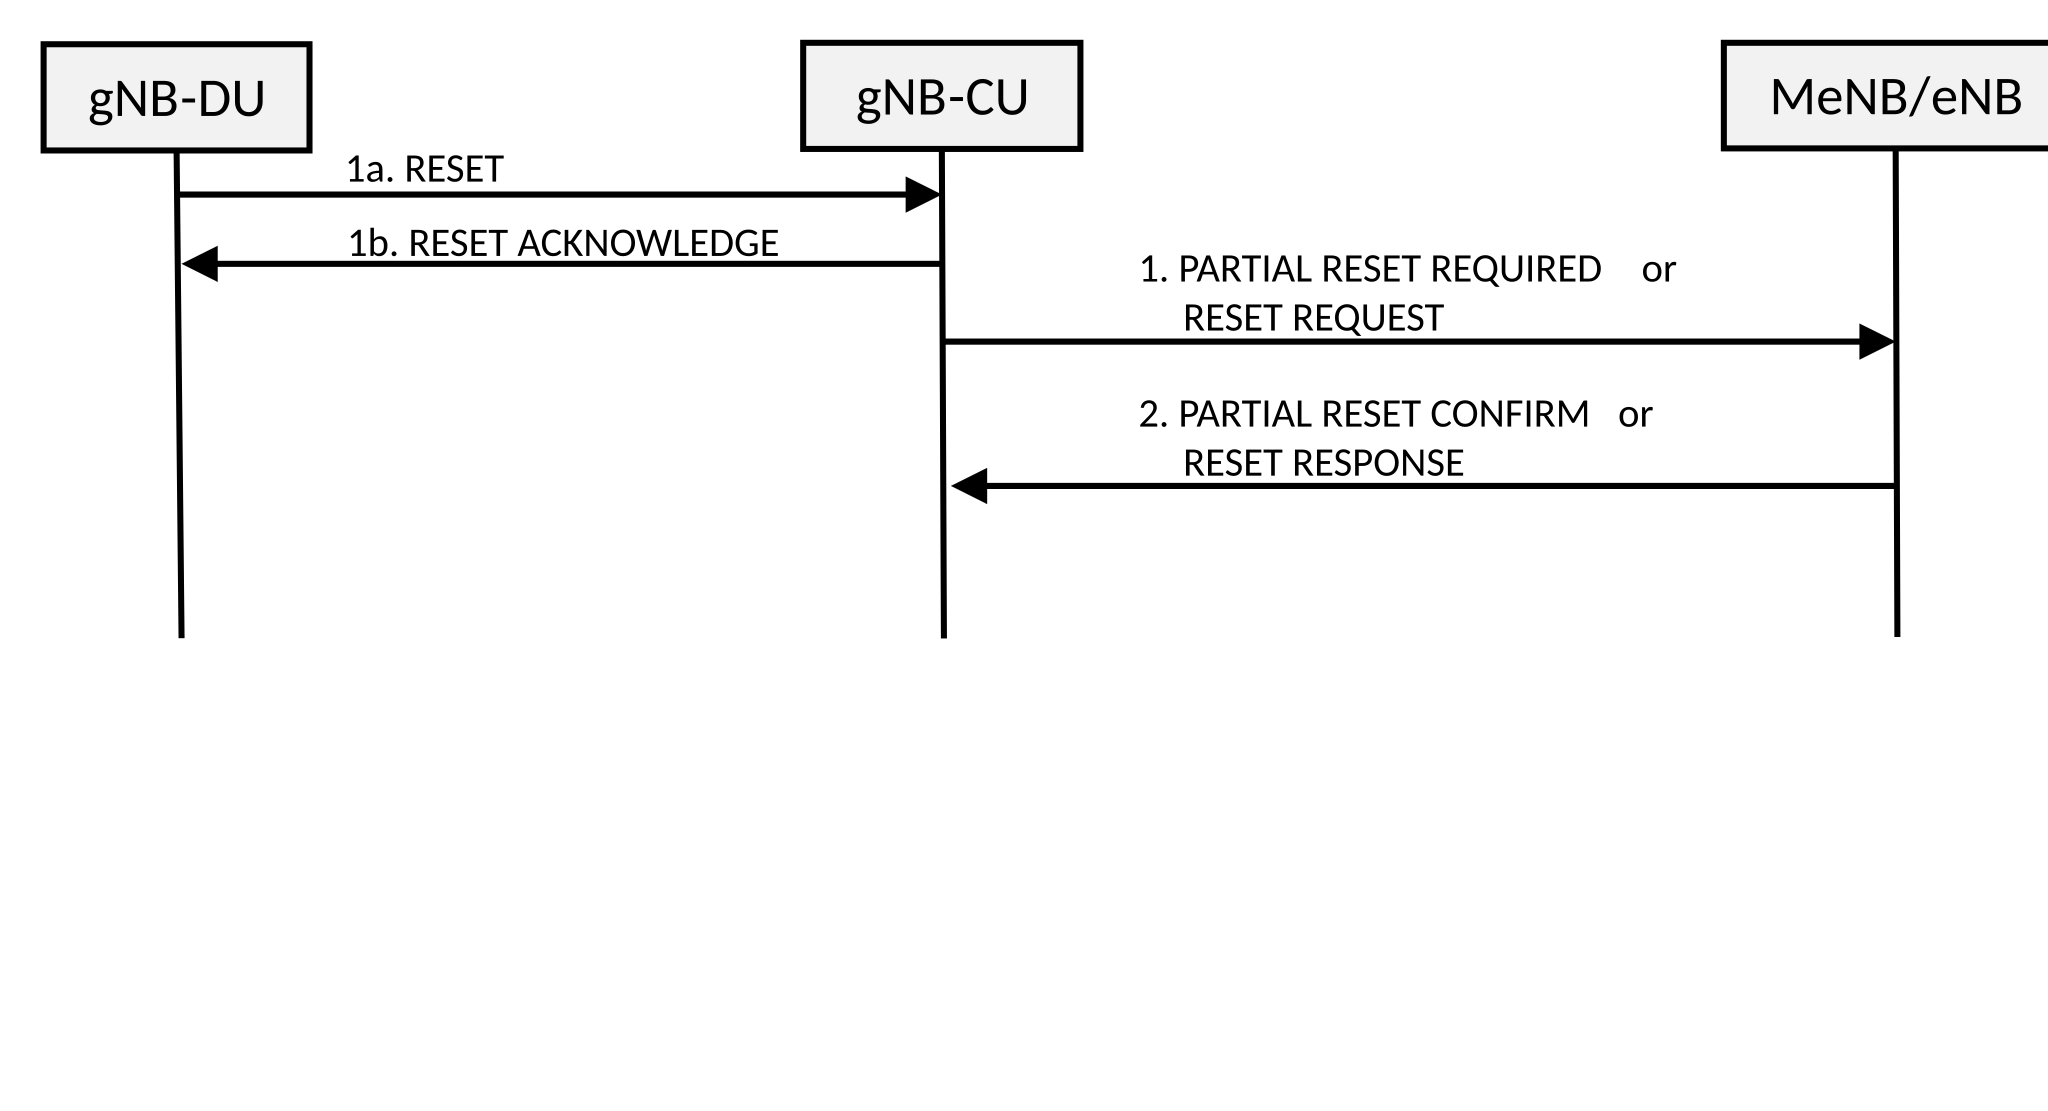 gNB-DU
gNB-CU
MeNB/eNB
1a. RESET
1b. RESET ACKNOWLEDGE
1. PARTIAL RESET REQUIRED or
RESET REQUEST
2. PARTIAL RESET CONFIRM or
RESET RESPONSE